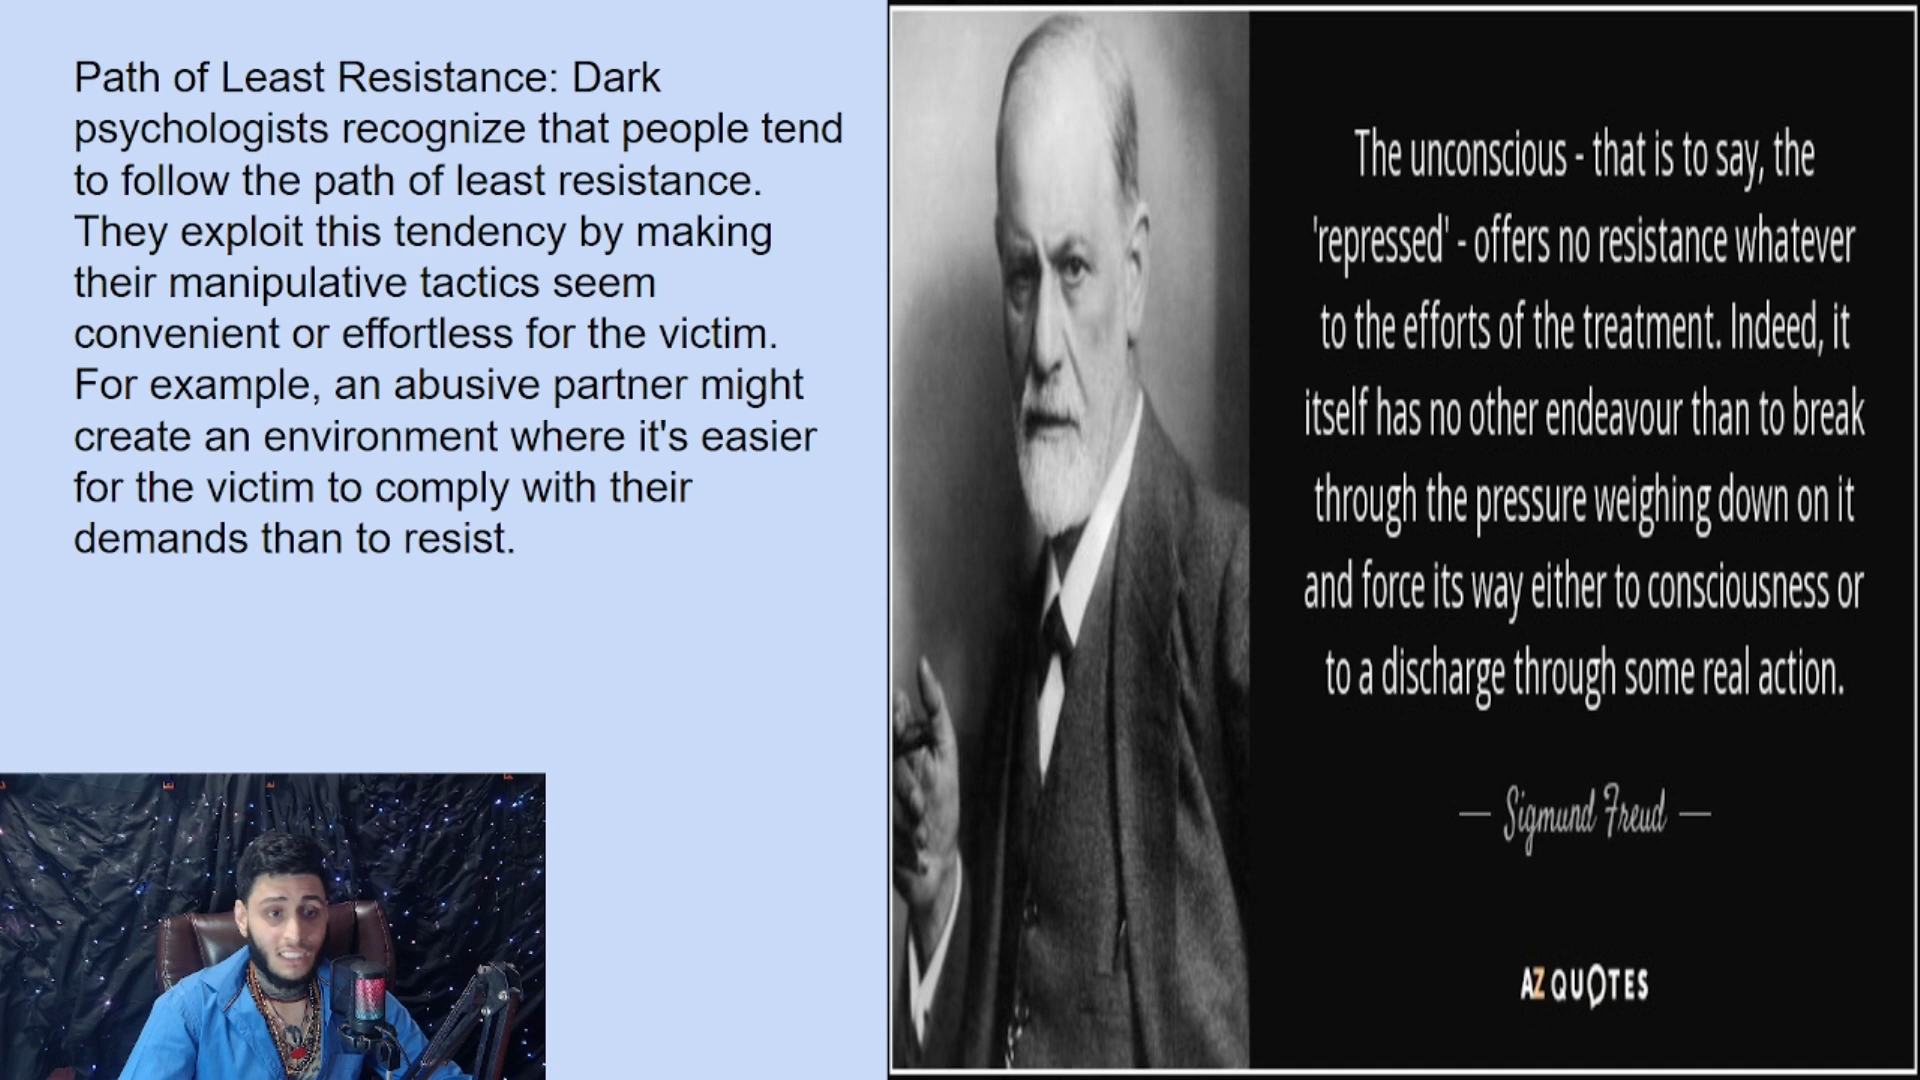 Path of Least Resistance: Dark
psychologists recognize that people tend
to follow the path of least resistance.
They exploit this tendency by making
their manipulative tactics seem
convenient or effortless for the victim.
For example, an abusive partner might
create an environment where it's easier
for the victim to comply with their
demands than to resist.
The unconscious - that is to say, the
'repressed' - offers no resistance whatever
to the efforts of the treatment. Indeed, it
itself has no other endeavour than to break
through the pressure weighing down on it
and force its way either to consciousness or
to a discharge through some real action.
— Sigmund Freud —
AZ QUOTES